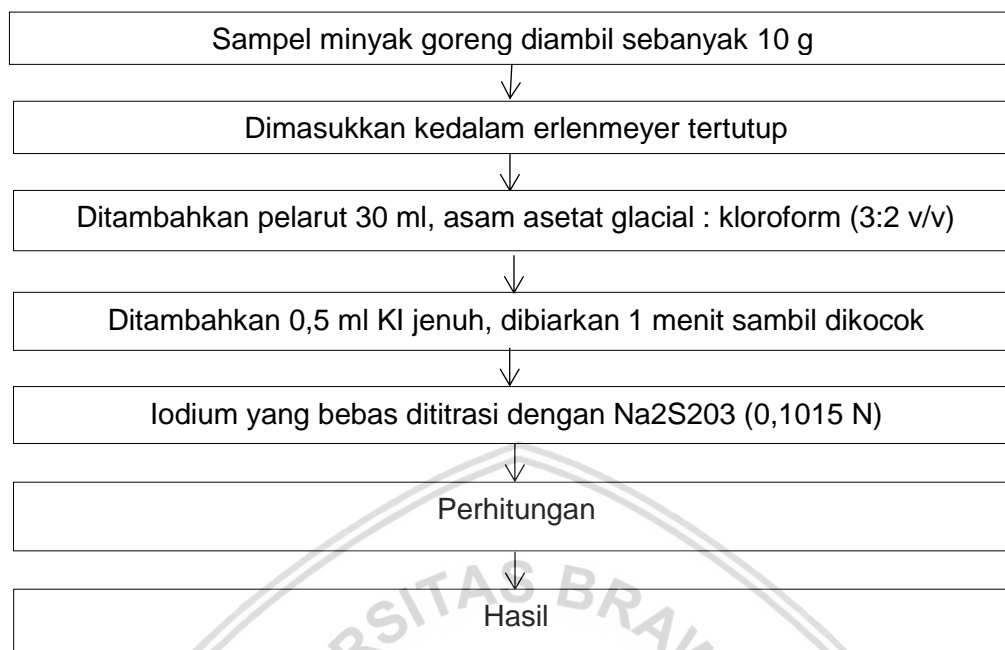 Sampel minyak goreng diambil sebanyak 10 g
Dimasukkan kedalam erlenmeyer tertutup
Ditambahkan pelarut 30 ml, asam asetat glacial : kloroform (3:2 v/v)
Ditambahkan 0,5 ml KI jenuh, dibiarkan 1 menit sambil dikocok
Iodium yang bebas dititrasi dengan Na2S203 (0,1015 N)
Perhitungan
Hasil